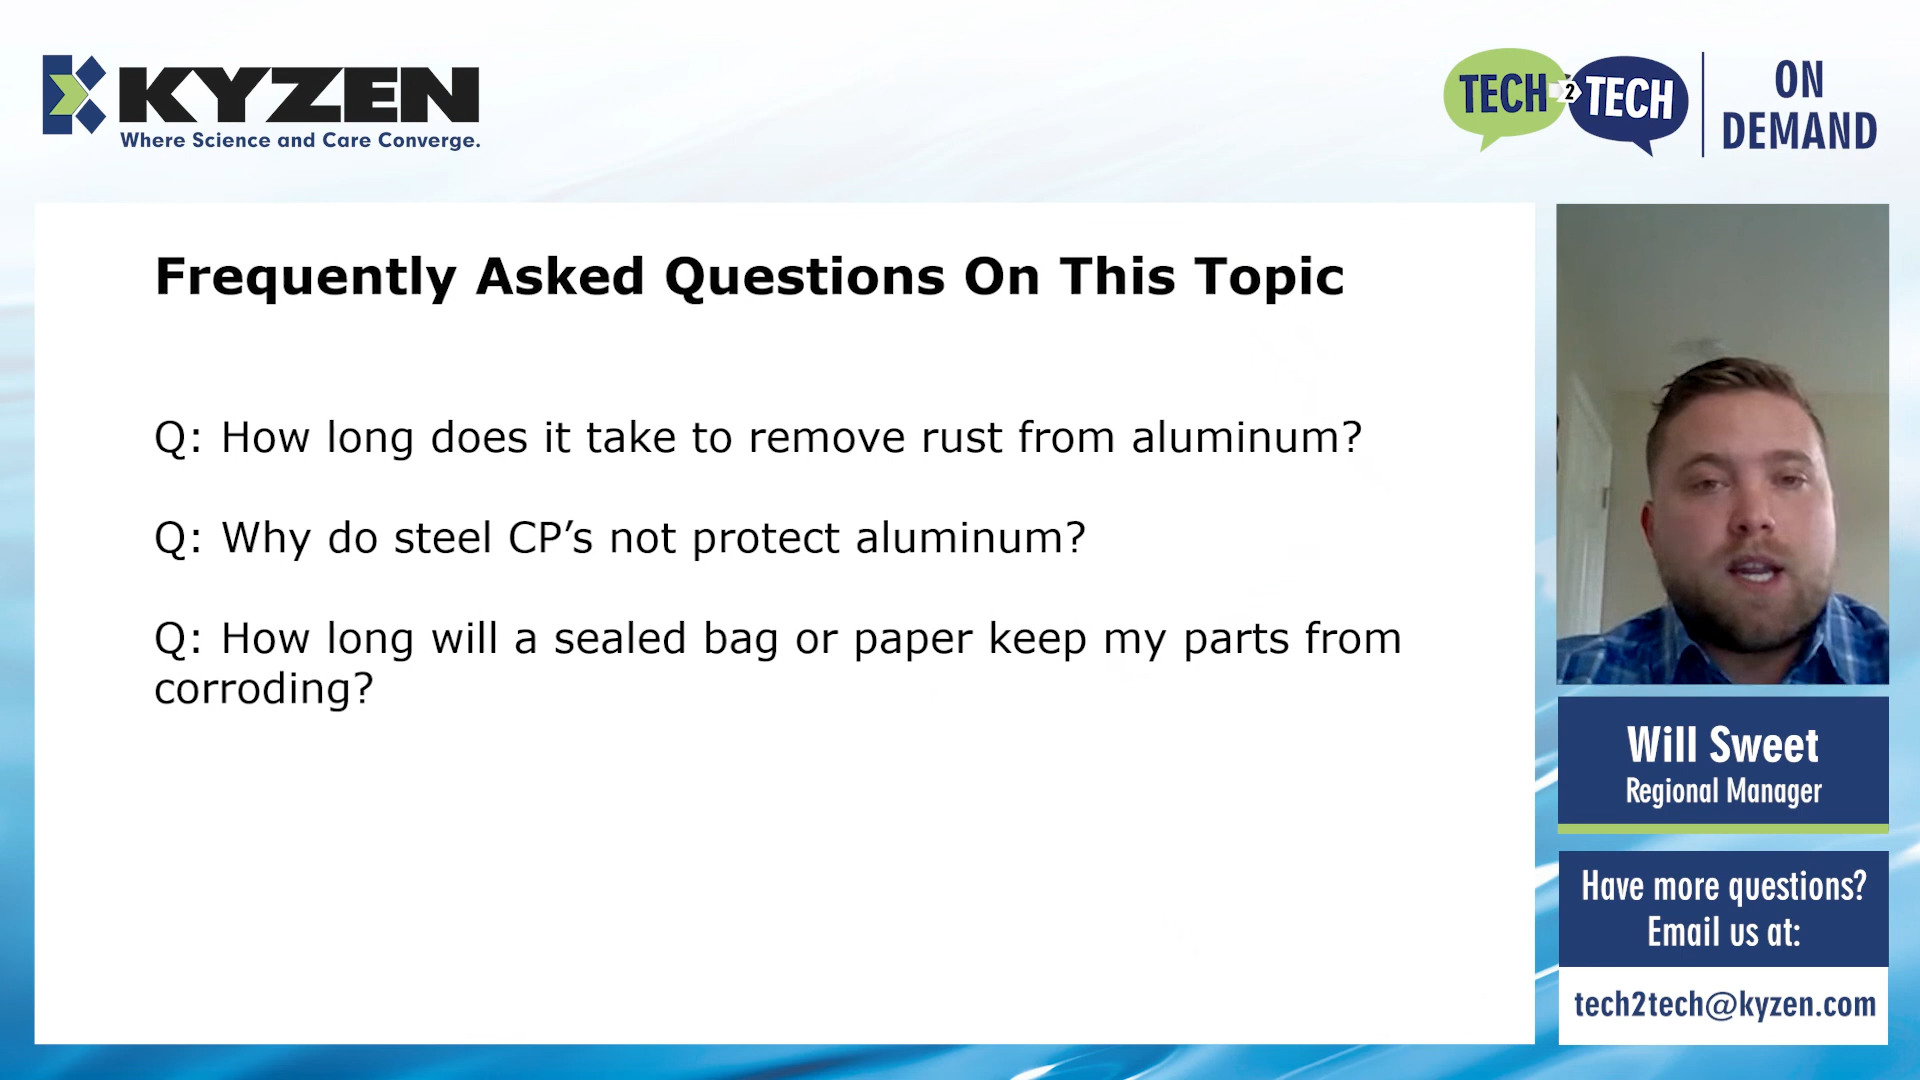 KYZEN
Where Science and Care Converge.
TECH 2 TECH
ON
DEMAND
Frequently Asked Questions On This Topic
Q: How long does it take to remove rust from aluminum?
Q: Why do steel CP’s not protect aluminum?
Q: How long will a sealed bag or paper keep my parts from
corroding?
Will Sweet
Regional Manager
Have more questions?
Email us at:
tech2tech@kyzen.com